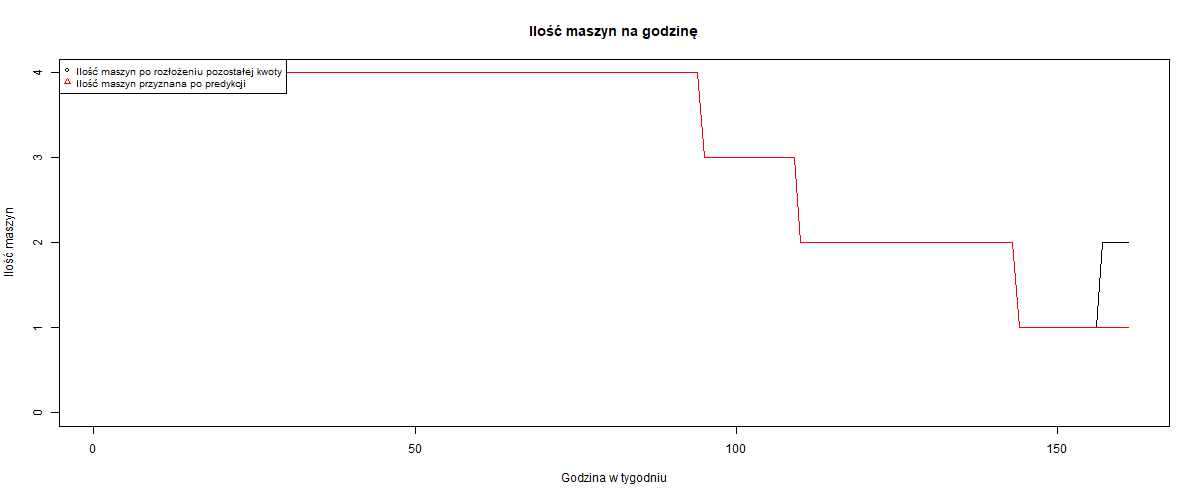 Ilość maszyn na godzinę
Ilość maszyn po rozłożeniu pozostałej kwoty
Ilość maszyn przyznana po predykcji
4
3
2
1
0
Ilość maszyn
0 50 100 150
Godzina w tygodniu